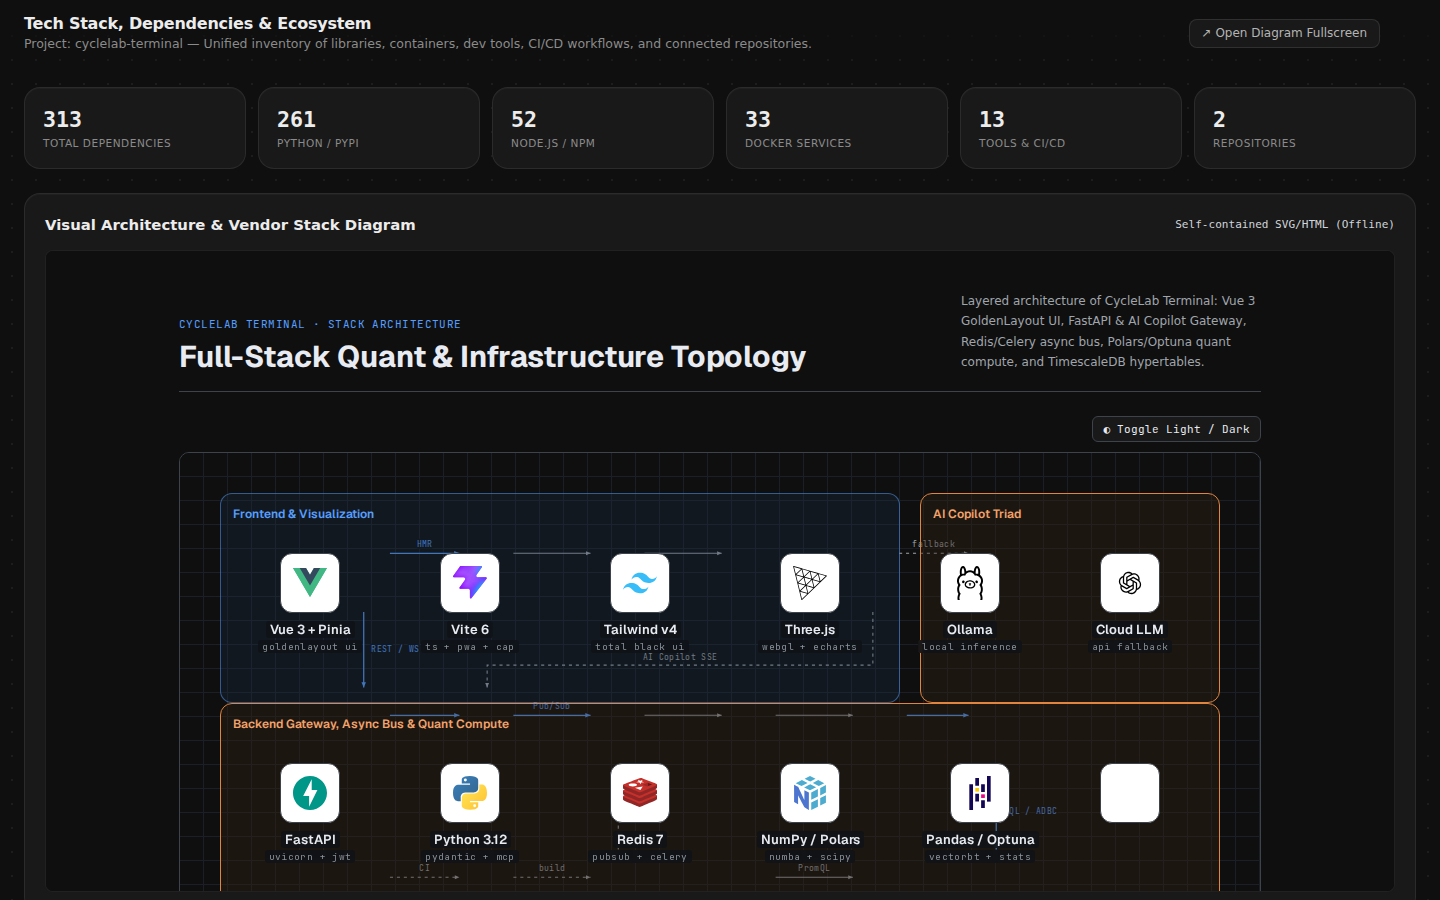 Tech Stack, Dependencies & Ecosystem
Project: cyclelab-terminal — Unified inventory of libraries, containers, dev tools, CI/CD workflows, and connected repositories.
↗ Open Diagram Fullscreen
313
TOTAL DEPENDENCIES
261
PYTHON / PYPI
52
NODE.JS / NPM
33
DOCKER SERVICES
13
TOOLS & CI/CD
2
REPOSITORIES
Visual Architecture & Vendor Stack Diagram
Self-contained SVG/HTML (Offline)
CYCLELAB TERMINAL · STACK ARCHITECTURE
Full-Stack Quant & Infrastructure Topology
Layered architecture of CycleLab Terminal: Vue 3
GoldenLayout UI, FastAPI & AI Copilot Gateway,
Redis/Celery async bus, Polars/Optuna quant
compute, and TimescaleDB hypertables.
◐ Toggle Light / Dark
Frontend & Visualization
AI Copilot Triad
HMR
fallback
Vue 3 + Pinia
goldenlayout ui
Vite 6
ts + pwa + cap
Tailwind v4
total black ui
Three.js
webgl + echarts
Ollama
local inference
Cloud LLM
api fallback
REST / WS
AI Copilot SSE
Pub/Sub
Backend Gateway, Async Bus & Quant Compute
QL / ADBC
FastAPI
uvicorn + jwt
Python 3.12
pydantic + mcp
Redis 7
pubsub + celery
NumPy / Polars
numba + scipy
Pandas / Optuna
vectorbt + stats
CI
build
PromQL